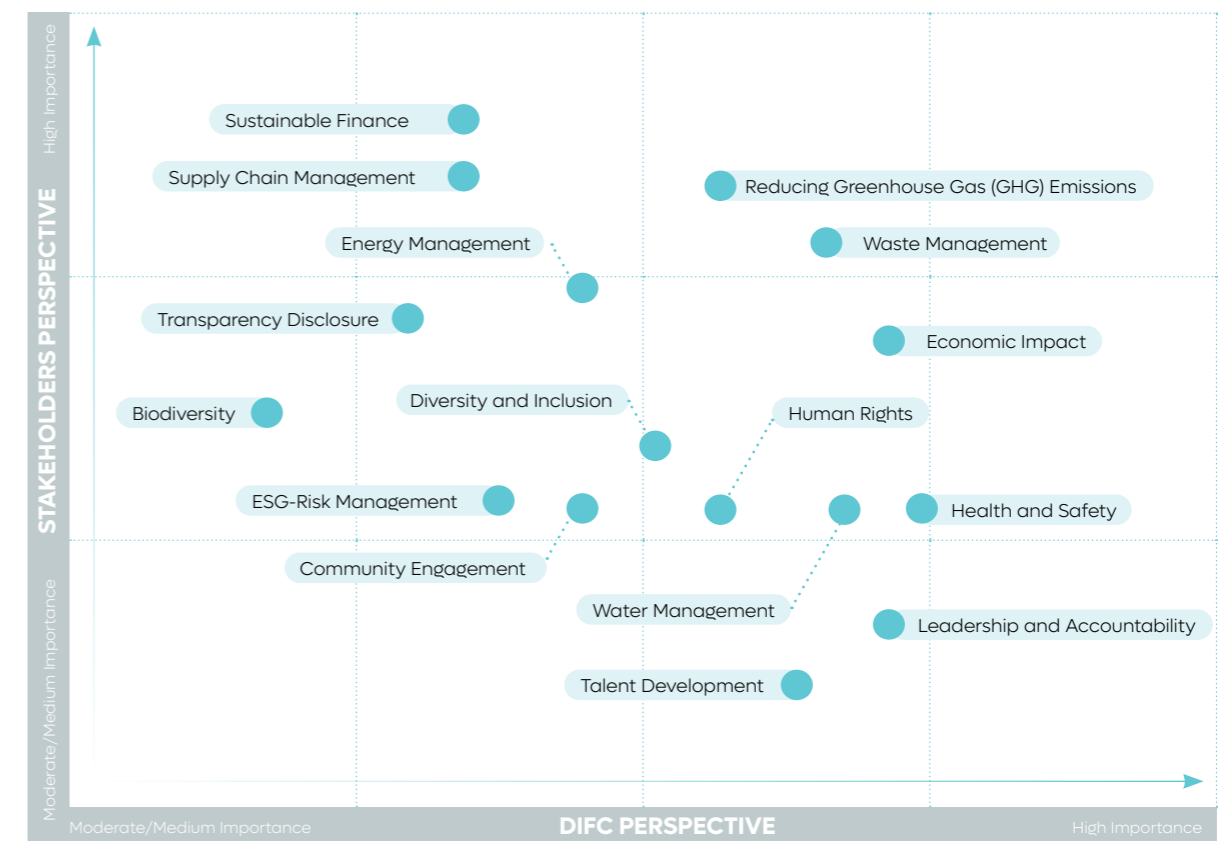 High Importance
STAKEHOLDERS PERSPECTIVE
Moderate/Medium Importance
Sustainable Finance
Supply Chain Management
Reducing Greenhouse Gas (GHG) Emissions
Energy Management
Waste Management
Transparency Disclosure
Economic Impact
Diversity and Inclusion
Biodiversity
Human Rights
ESG-Risk Management
Health and Safety
Community Engagement
Water Management
Leadership and Accountability
Talent Development
Moderate/Medium Importance
DIFC PERSPECTIVE
High Importance